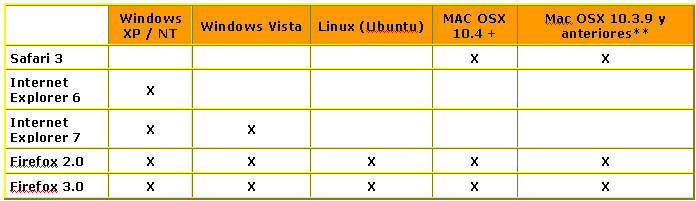 Windows XP / NT Windows Vista Linux (Ubuntu) MAC OSX 10.4 + Mac OSX 10.3.9 y anteriores**
Safari 3 X X
Internet Explorer 6 X
Internet Explorer 7 X X
Firefox 2.0 X X X X X
Firefox 3.0 X X X X X